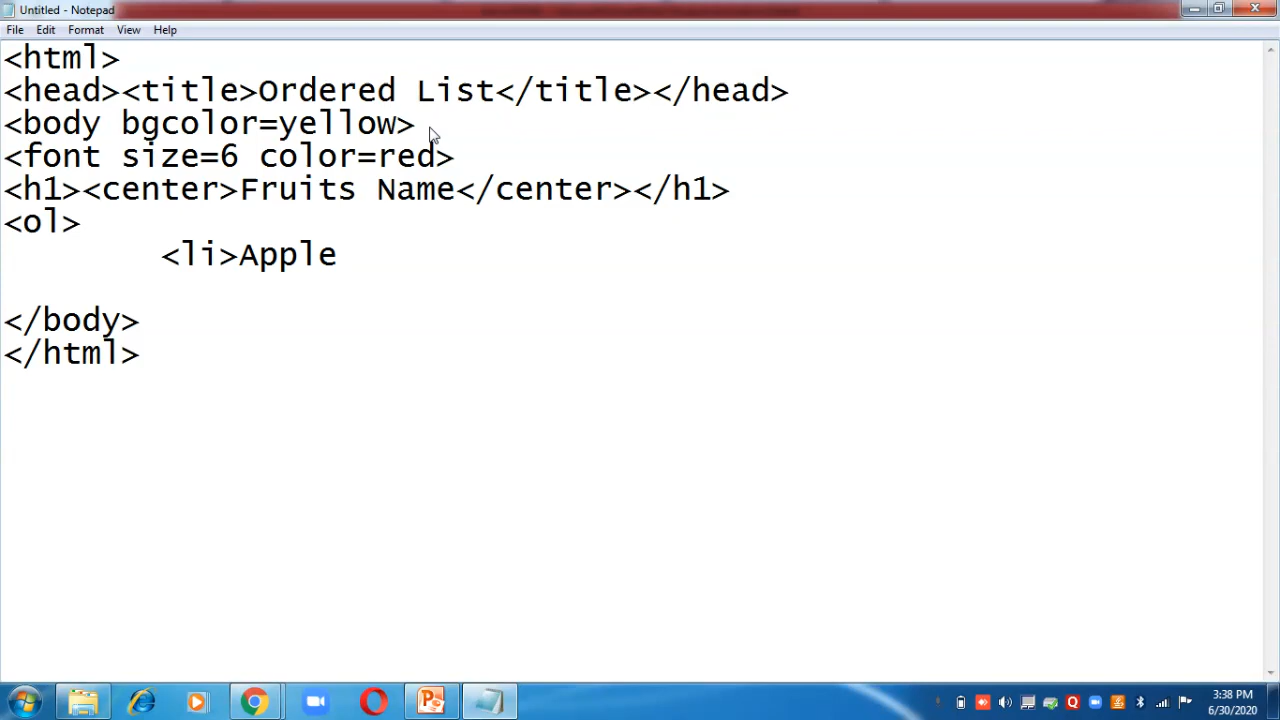 Untitled - Notepad
File Edit Format View Help
<html>
<head><title>Ordered List</title></head>
<body bgcolor=yellow>
<font size=6 color=red>
<h1><center>Fruits Name</center></h1>
<ol>
<li>Apple
</body>
</html>
3:38 PM
6/30/2020